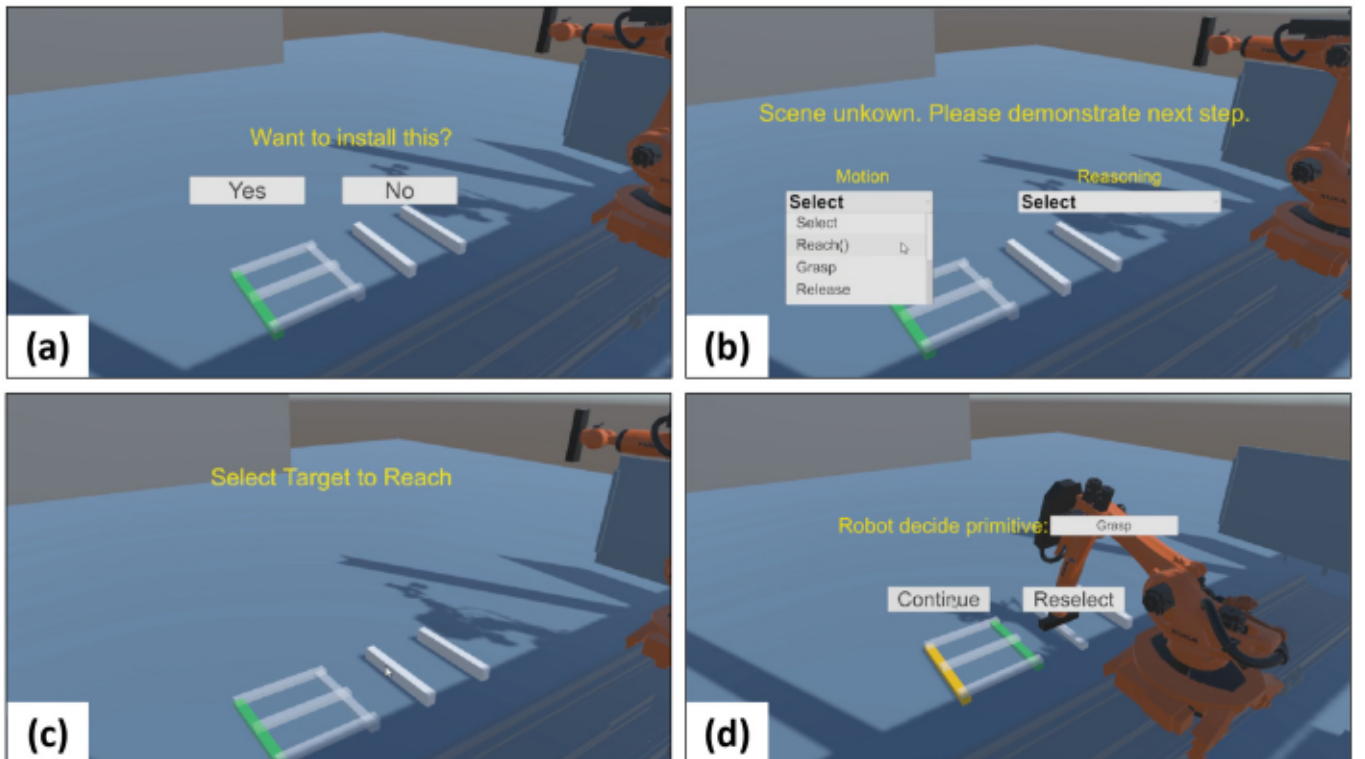 Want to install this?
Yes
No
(a)
Scene unkown. Please demonstrate next step.
Motion
Reasoning
Select
Select
Select
Reach()
Grasp
Release
(b)
Select Target to Reach
(c)
Robot decide primitive: Grasp
Continue
Reselect
(d)